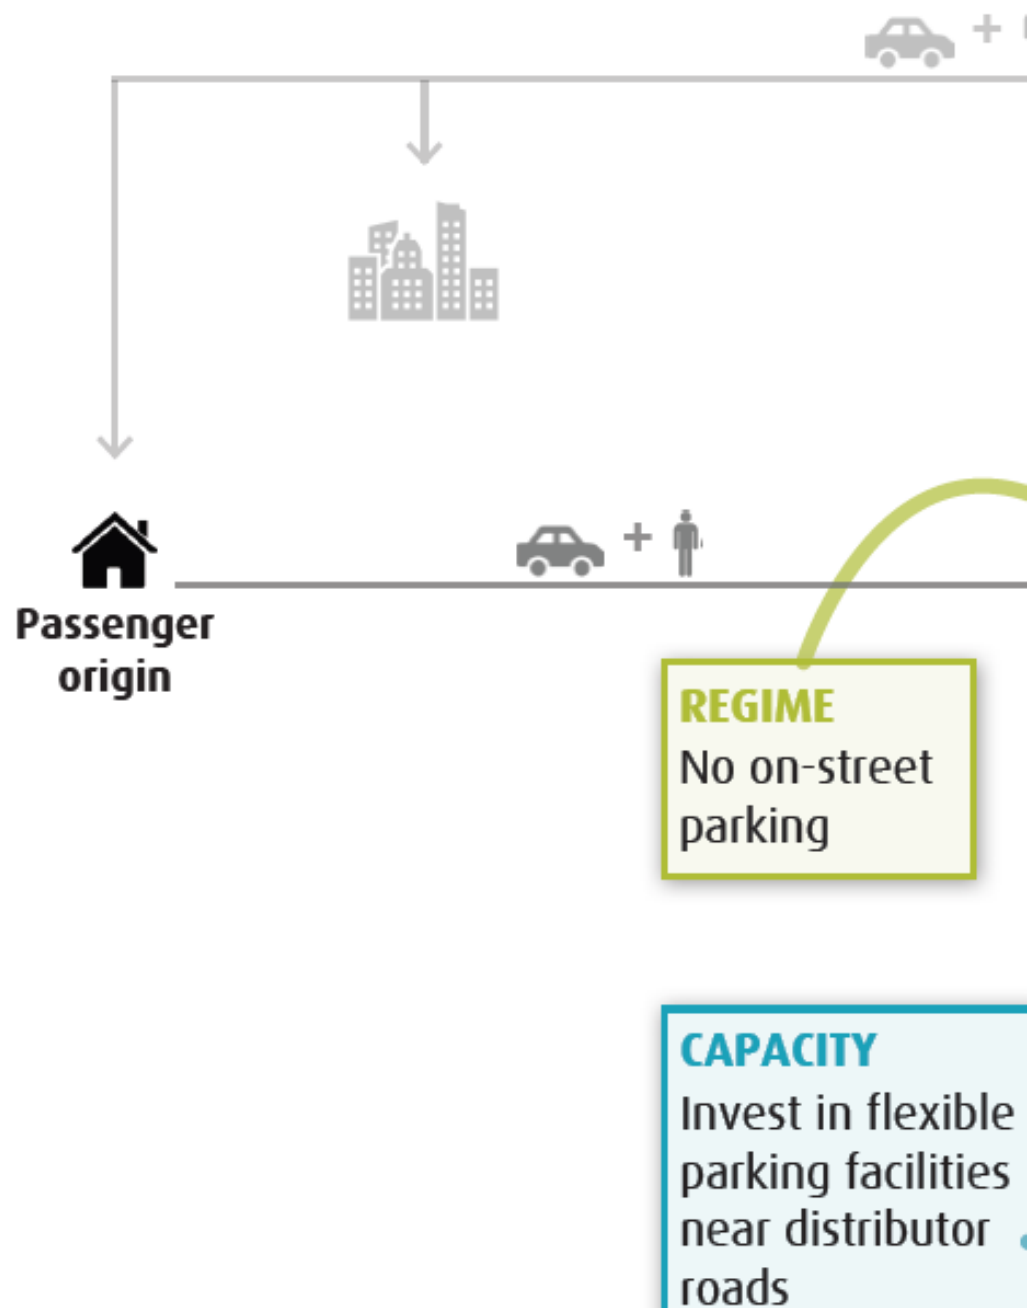 Passenger
origin
REGIME
No on-street
parking
CAPACITY
Invest in flexible
parking facilities
near distributor
roads